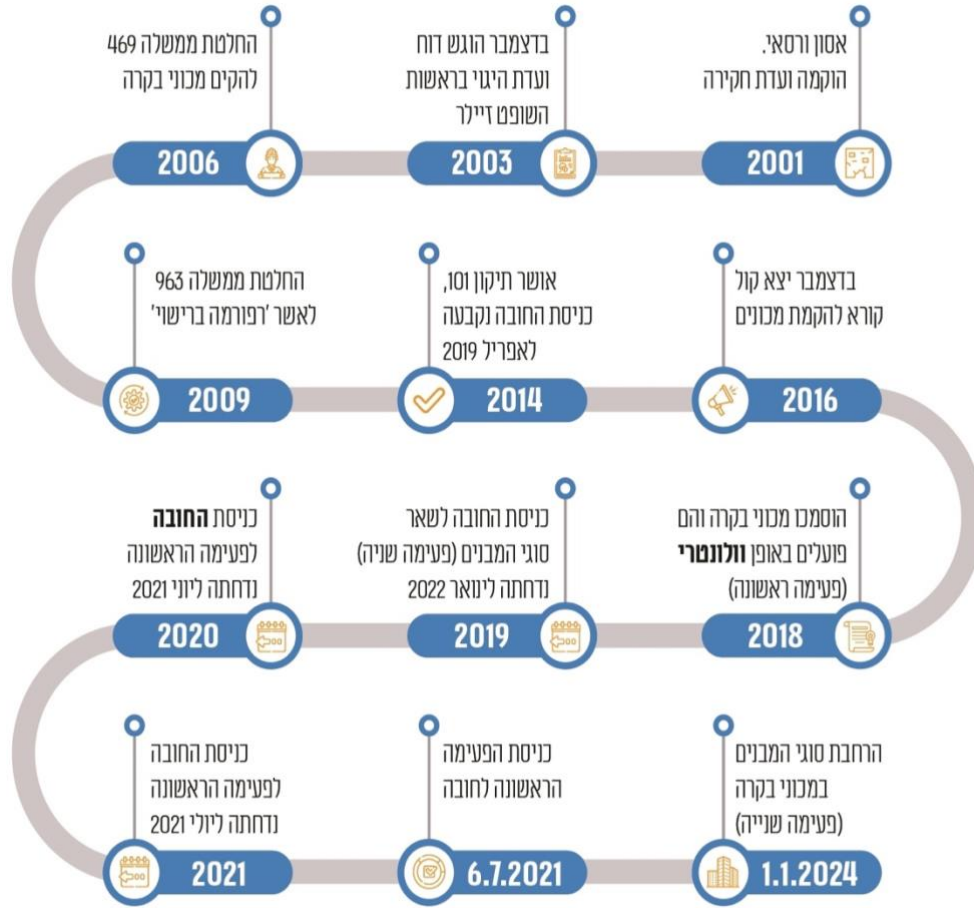 אסון ורסאי.
הוקמה ועדת חקירה
2001
בדצמבר הוגש דוח
ועדת היגוי בראשות
השופט זיילר
2003
החלטת ממשלה 469
להקים מכוני בקרה
2006
החלטת ממשלה 963
לאשר 'רפורמה ברישוי'
2009
אושר תיקון 101,
כניסת החובה נקבעה
לאפריל 2019
2014
בדצמבר יצא קול
קורא להקמת מכונים
2016
הוסמכו מכוני בקרה והם
פועלים באופן וולונטרי
(פעימה ראשונה)
2018
כניסת החובה לשאר
סוגי המבנים (פעימה שניה)
נדחתה לינואר 2022
2019
כניסת החובה
לפעימה הראשונה
נדחתה ליוני 2021
2020
כניסת החובה
לפעימה הראשונה
נדחתה ליולי 2021
2021
כניסת הפעימה
הראשונה לחובה
6.7.2021
הרחבת סוגי המבנים
במכוני בקרה
(פעימה שנייה)
1.1.2024